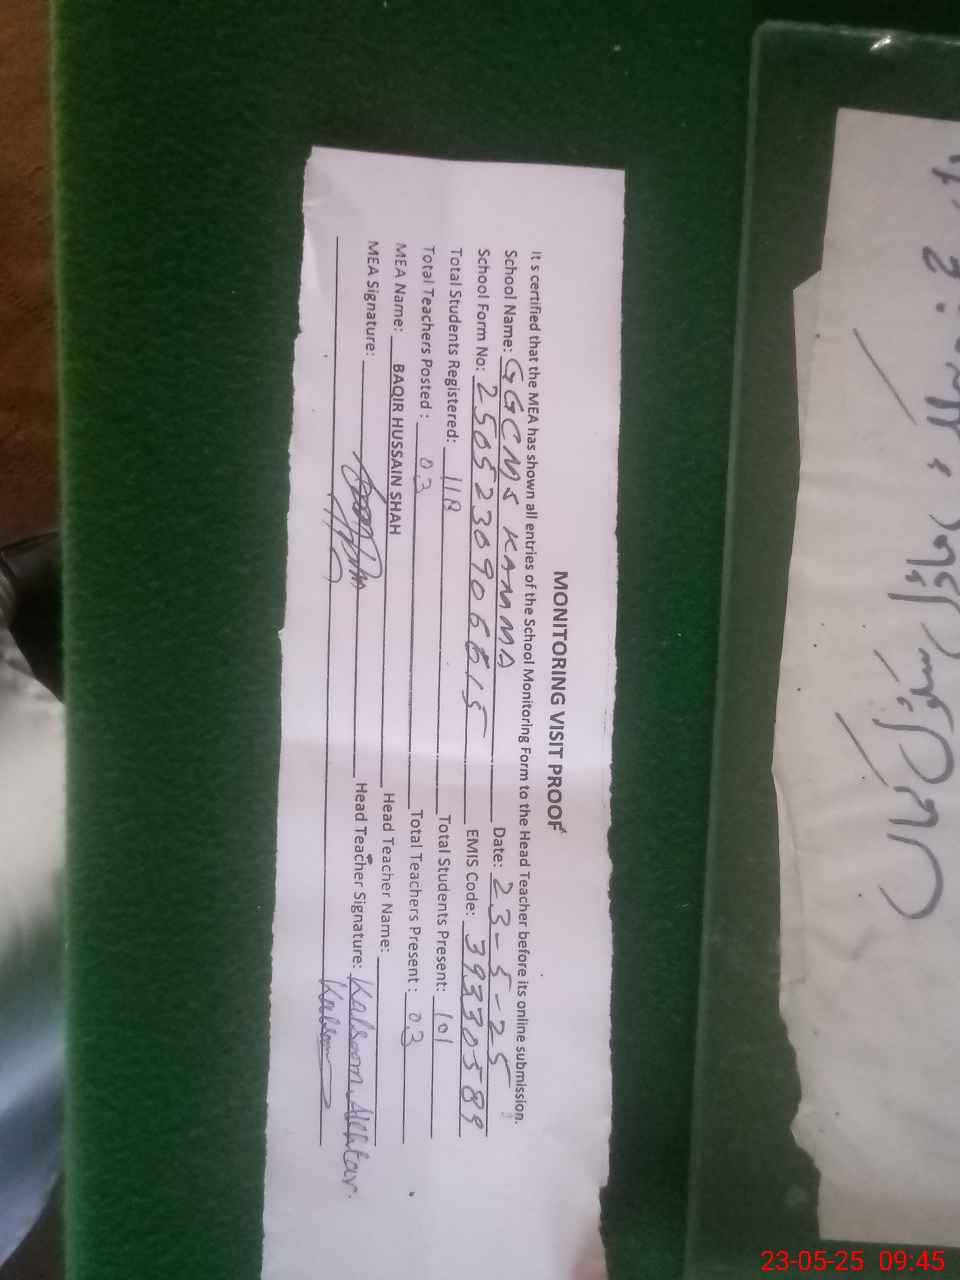 MONITORING VISIT PROOF
It s certified that the MEA has shown all entries of the School Monitoring Form to the Head Teacher before its online submission.
School Name: GGCMS KAMMA Date: 23-5-25
School Form No: 2505230906615 EMIS Code: 39330589
Total Students Registered: 118 Total Students Present: 101
Total Teachers Posted : 03 Total Teachers Present : 03
MEA Name: BAQIR HUSSAIN SHAH Head Teacher Name:
MEA Signature: Head Teacher Signature: Kalsoom Akhtar
Kalsoom
23-05-25 09:45